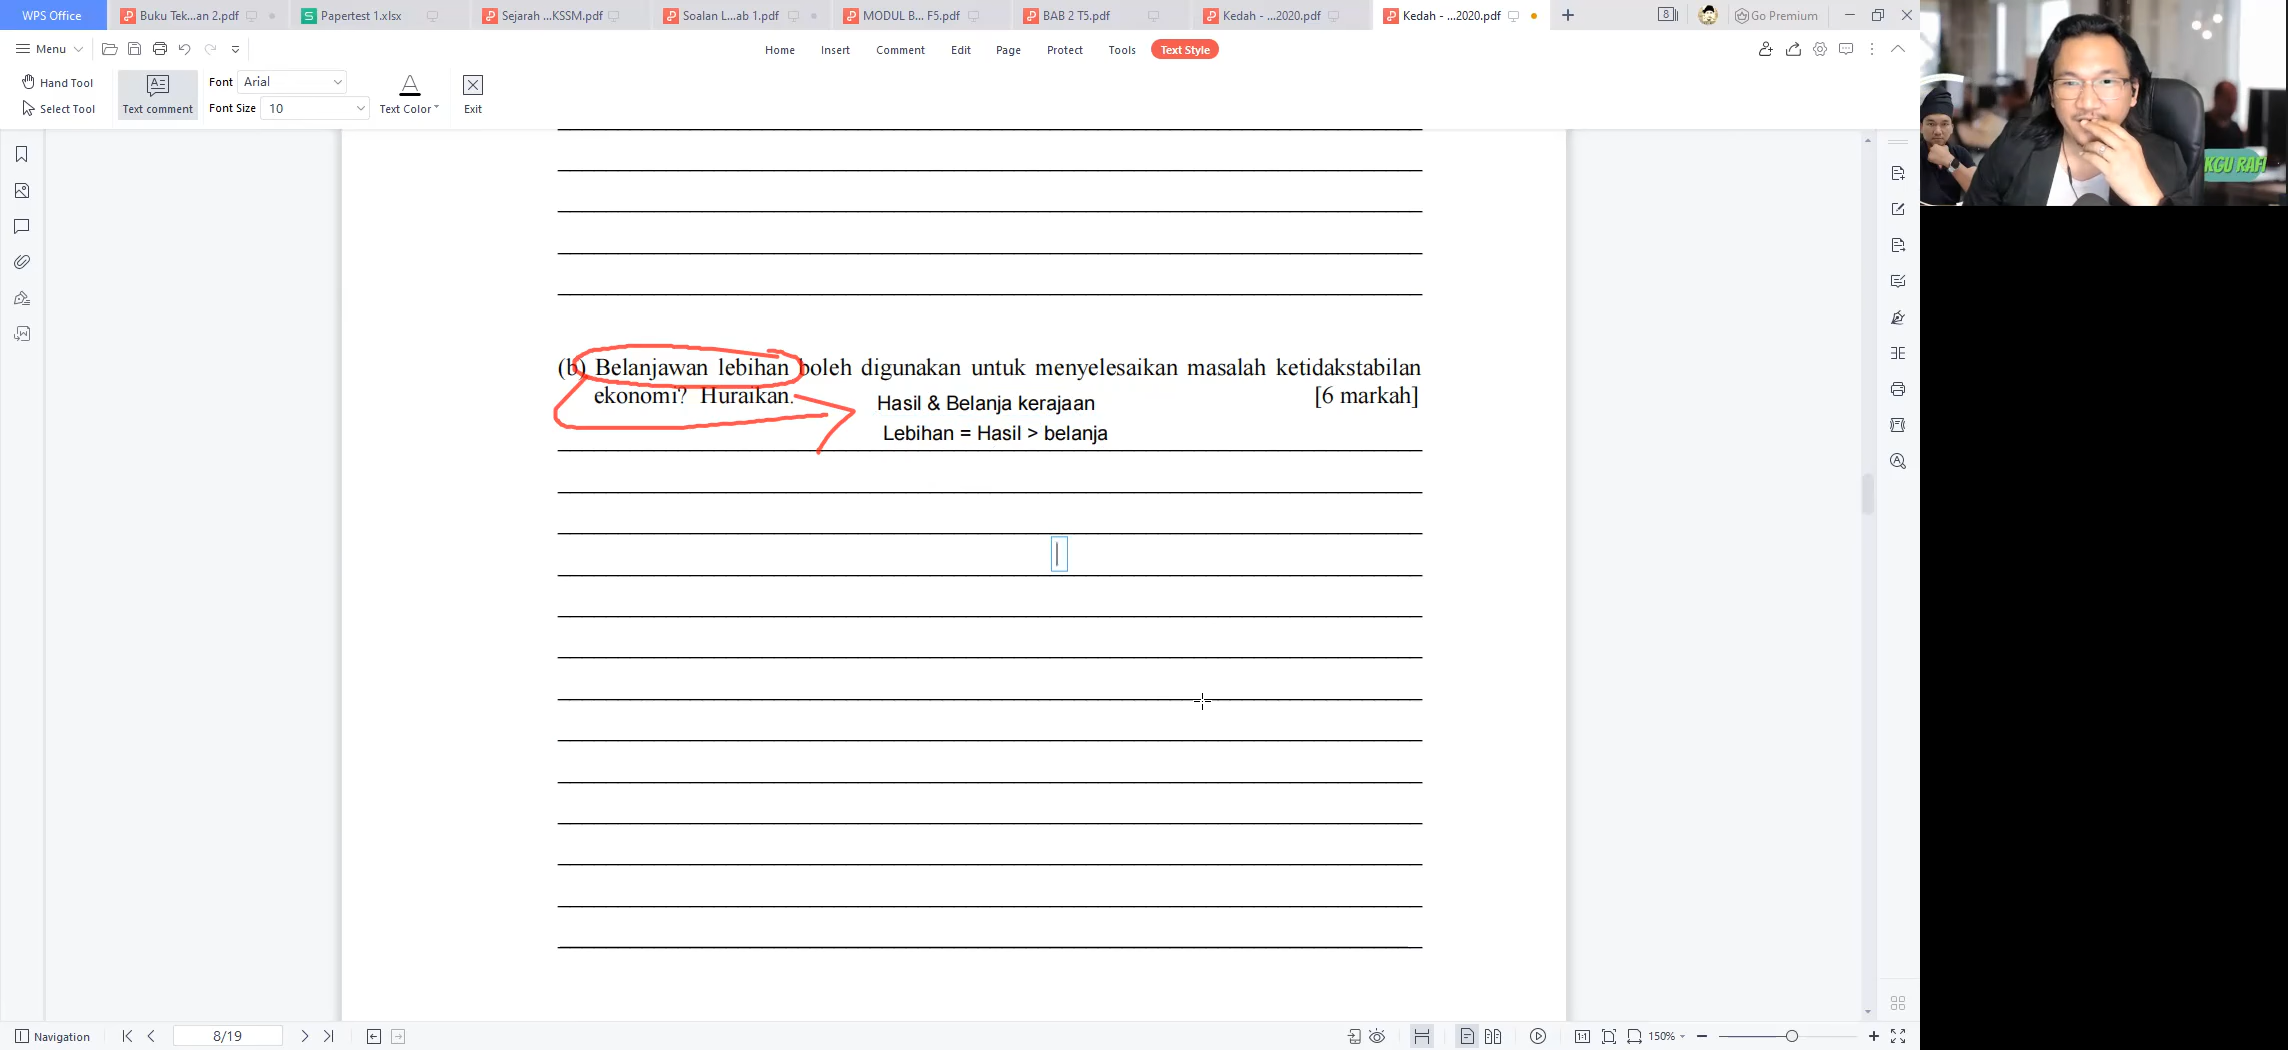 WPS Office
Buku Tek...an 2.pdf
Papertest 1.xlsx
Sejarah ...KSSM.pdf
Soalan L...ab 1.pdf
MODUL B... F5.pdf
BAB 2 T5.pdf
Kedah - ...2020.pdf
Kedah - ...2020.pdf
8
Go Premium
Menu
Home
Insert
Comment
Edit
Page
Protect
Tools
Text Style
Hand Tool
Select Tool
Text comment
Font Arial
Font Size 10
Text Color
Exit
KGU RAFI
(b) Belanjawan lebihan boleh digunakan untuk menyelesaikan masalah ketidakstabilan
ekonomi? Huraikan. [6 markah]
Hasil & Belanja kerajaan
Lebihan = Hasil > belanja
Navigation
8/19
1:1
150%